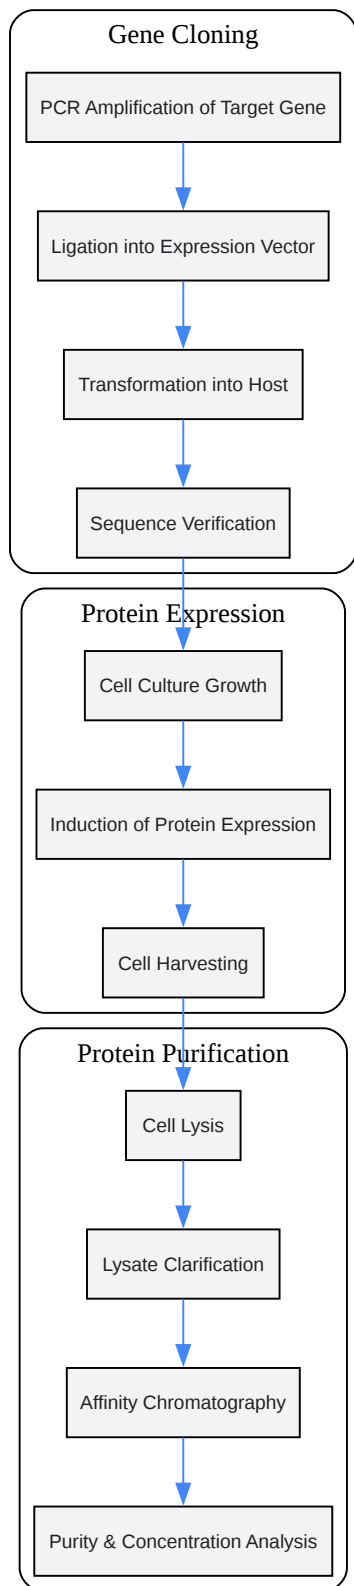 Gene Cloning
PCR Amplification of Target Gene
Ligation into Expression Vector
Transformation into Host
Sequence Verification
Protein Expression
Cell Culture Growth
Induction of Protein Expression
Cell Harvesting
Protein Purification
Cell Lysis
Lysate Clarification
Affinity Chromatography
Purity & Concentration Analysis